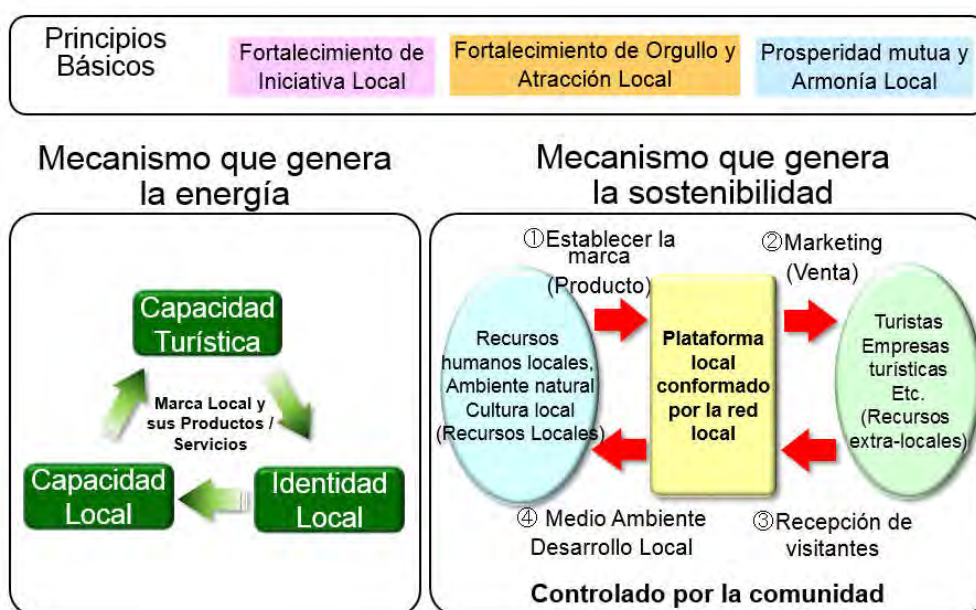 Principios
Básicos
Fortalecimiento de
Iniciativa Local
Fortalecimiento de Orgullo y
Atracción Local
Prosperidad mutua y
Armonía Local
Mecanismo que genera
la energía
Capacidad
Turística
Marca Local y
sus Productos /
Servicios
Capacidad
Local
Identidad
Local
Mecanismo que genera
la sostenibilidad
①Establecer la
marca
(Producto)
②Marketing
(Venta)
Recursos
humanos locales,
Ambiente natural
Cultura local
(Recursos Locales)
Plataforma
local
conformado
por la red
local
Turistas
Empresas
turísticas
Etc.
(Recursos
extra-locales)
④ Medio Ambiente
Desarrollo Local
③Recepción de
visitantes
Controlado por la comunidad